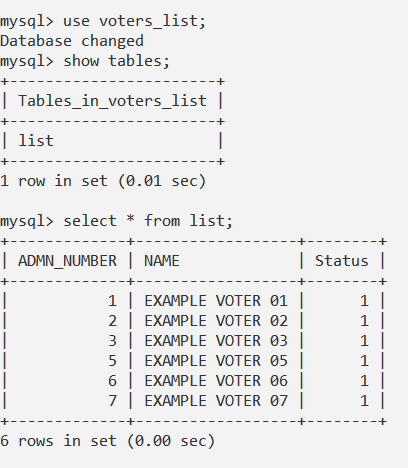 mysql> use voters_list;
Database changed
mysql> show tables;
+-----------------------+
| Tables_in_voters_list |
+-----------------------+
| list                  |
+-----------------------+
1 row in set (0.01 sec)

mysql> select * from list;
+-------------+------------------+--------+
| ADMN_NUMBER | NAME             | Status |
+-------------+------------------+--------+
|           1 | EXAMPLE VOTER 01 |      1 |
|           2 | EXAMPLE VOTER 02 |      1 |
|           3 | EXAMPLE VOTER 03 |      1 |
|           5 | EXAMPLE VOTER 05 |      1 |
|           6 | EXAMPLE VOTER 06 |      1 |
|           7 | EXAMPLE VOTER 07 |      1 |
+-------------+------------------+--------+
6 rows in set (0.00 sec)